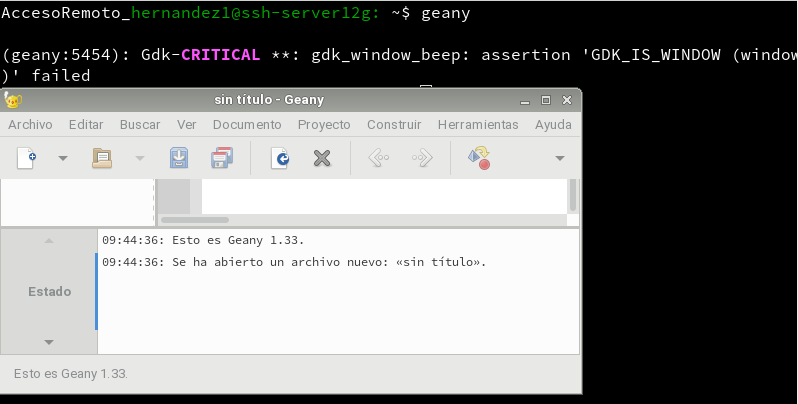 AccesoRemoto_hernandez1@ssh-server12g: ~$ geany
(geany:5454): Gdk-CRITICAL **: gdk_window_beep: assertion 'GDK_IS_WINDOW (window
)' failed
sin título - Geany
Archivo Editar Buscar Ver Documento Proyecto Construir Herramientas Ayuda
09:44:36: Esto es Geany 1.33.
09:44:36: Se ha abierto un archivo nuevo: «sin título».
Estado
Esto es Geany 1.33.